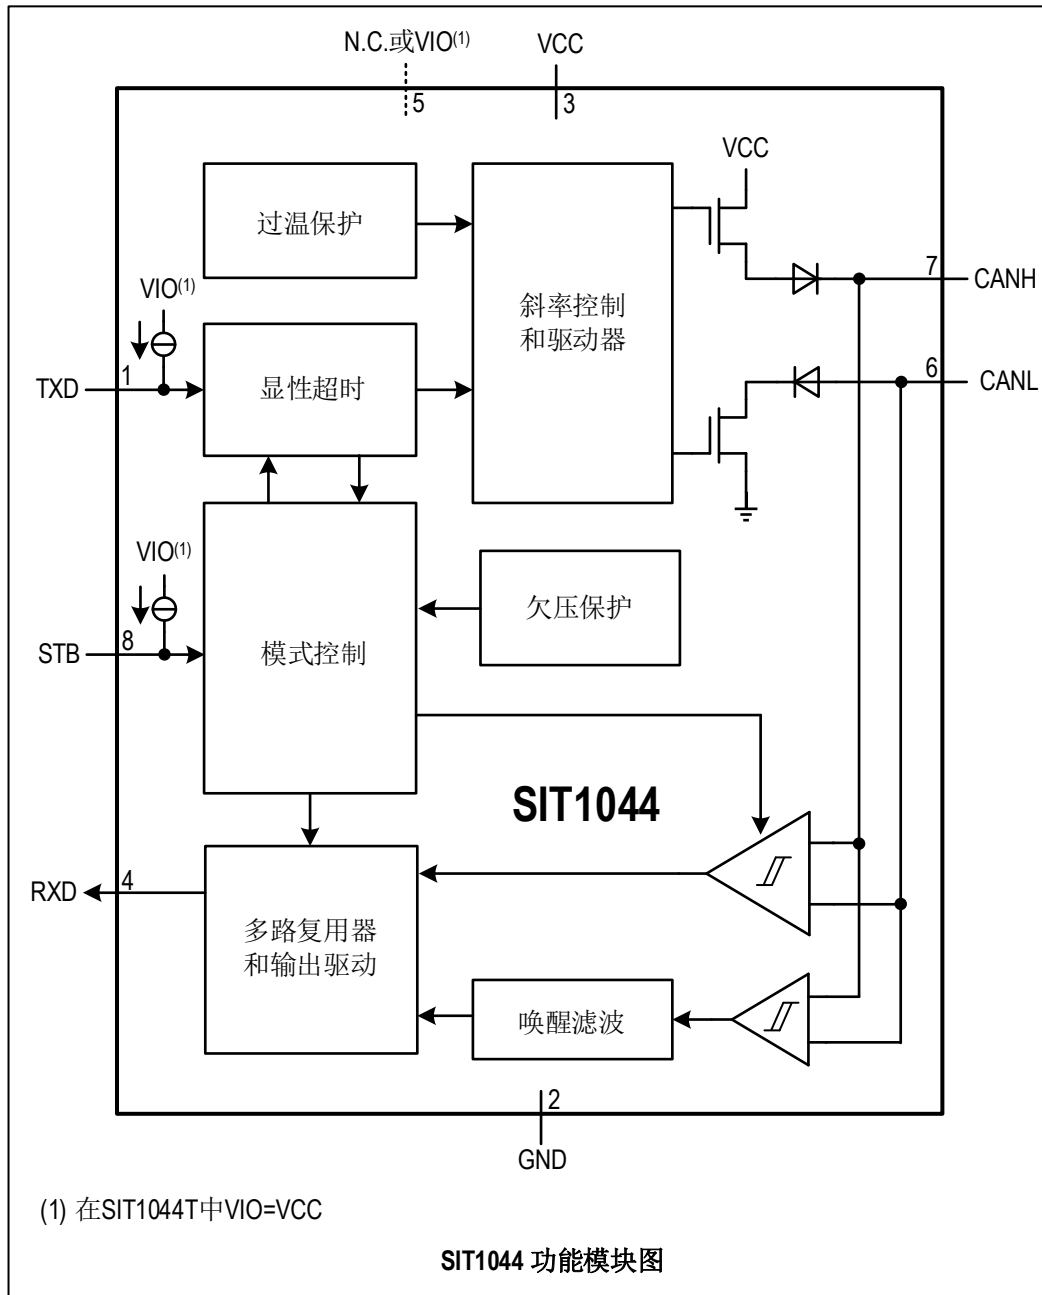 N.C.或VIO(1)
VCC
5
3
VCC
过温保护
斜率控制
和驱动器
7
CANH
VIO(1)
TXD
1
显性超时
6
CANL
VIO(1)
STB
8
模式控制
欠压保护
SIT1044
RXD
4
多路复用器
和输出驱动
唤醒滤波
2
GND
(1) 在SIT1044T中VIO=VCC
SIT1044 功能模块图